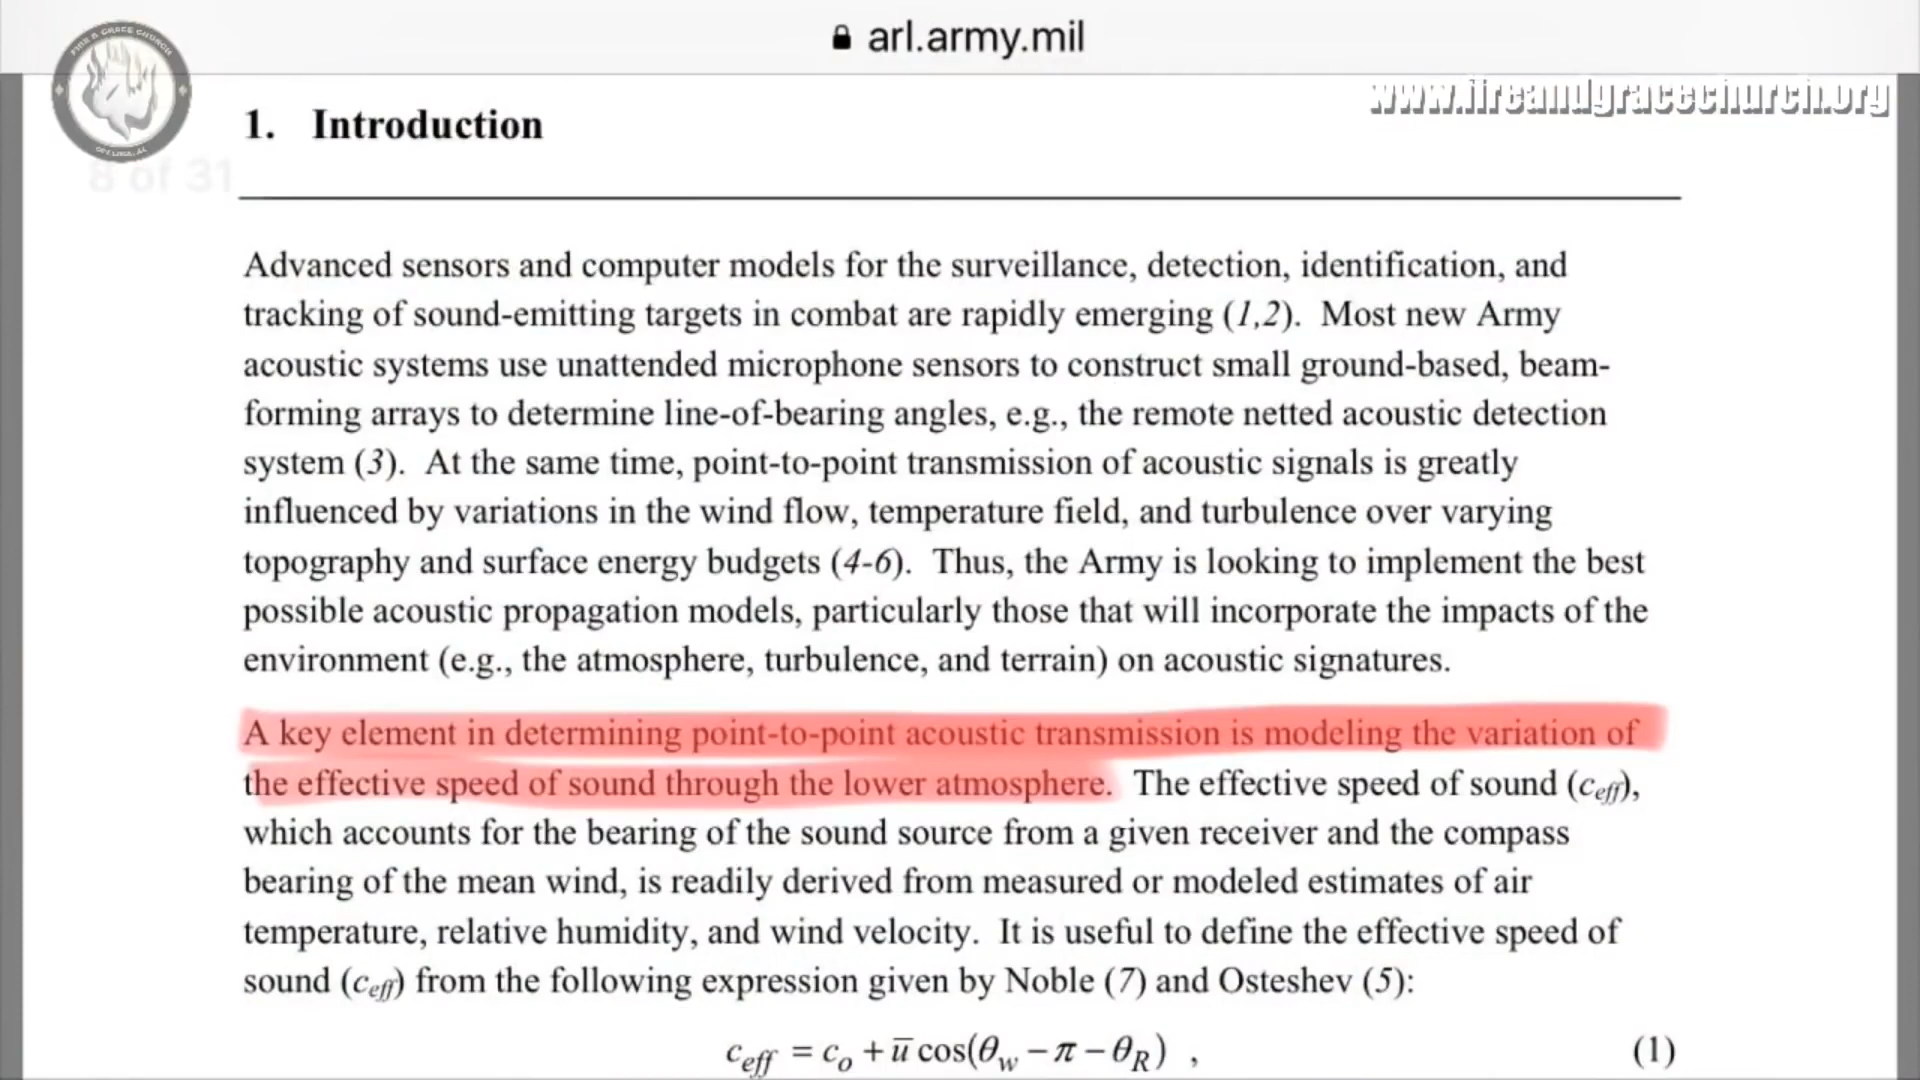 arl.army.mil
FIRE & GRACE CHURCH
www.fireandgracechurch.org
1. Introduction
8 of 31
Advanced sensors and computer models for the surveillance, detection, identification, and
tracking of sound-emitting targets in combat are rapidly emerging (1,2). Most new Army
acoustic systems use unattended microphone sensors to construct small ground-based, beam-
forming arrays to determine line-of-bearing angles, e.g., the remote netted acoustic detection
system (3). At the same time, point-to-point transmission of acoustic signals is greatly
influenced by variations in the wind flow, temperature field, and turbulence over varying
topography and surface energy budgets (4-6). Thus, the Army is looking to implement the best
possible acoustic propagation models, particularly those that will incorporate the impacts of the
environment (e.g., the atmosphere, turbulence, and terrain) on acoustic signatures.
A key element in determining point-to-point acoustic transmission is modeling the variation of
the effective speed of sound through the lower atmosphere. The effective speed of sound (ceff),
which accounts for the bearing of the sound source from a given receiver and the compass
bearing of the mean wind, is readily derived from measured or modeled estimates of air
temperature, relative humidity, and wind velocity. It is useful to define the effective speed of
sound (ceff) from the following expression given by Noble (7) and Osteshev (5):
ceff = co + u̅ cos(θw − π − θR) , (1)